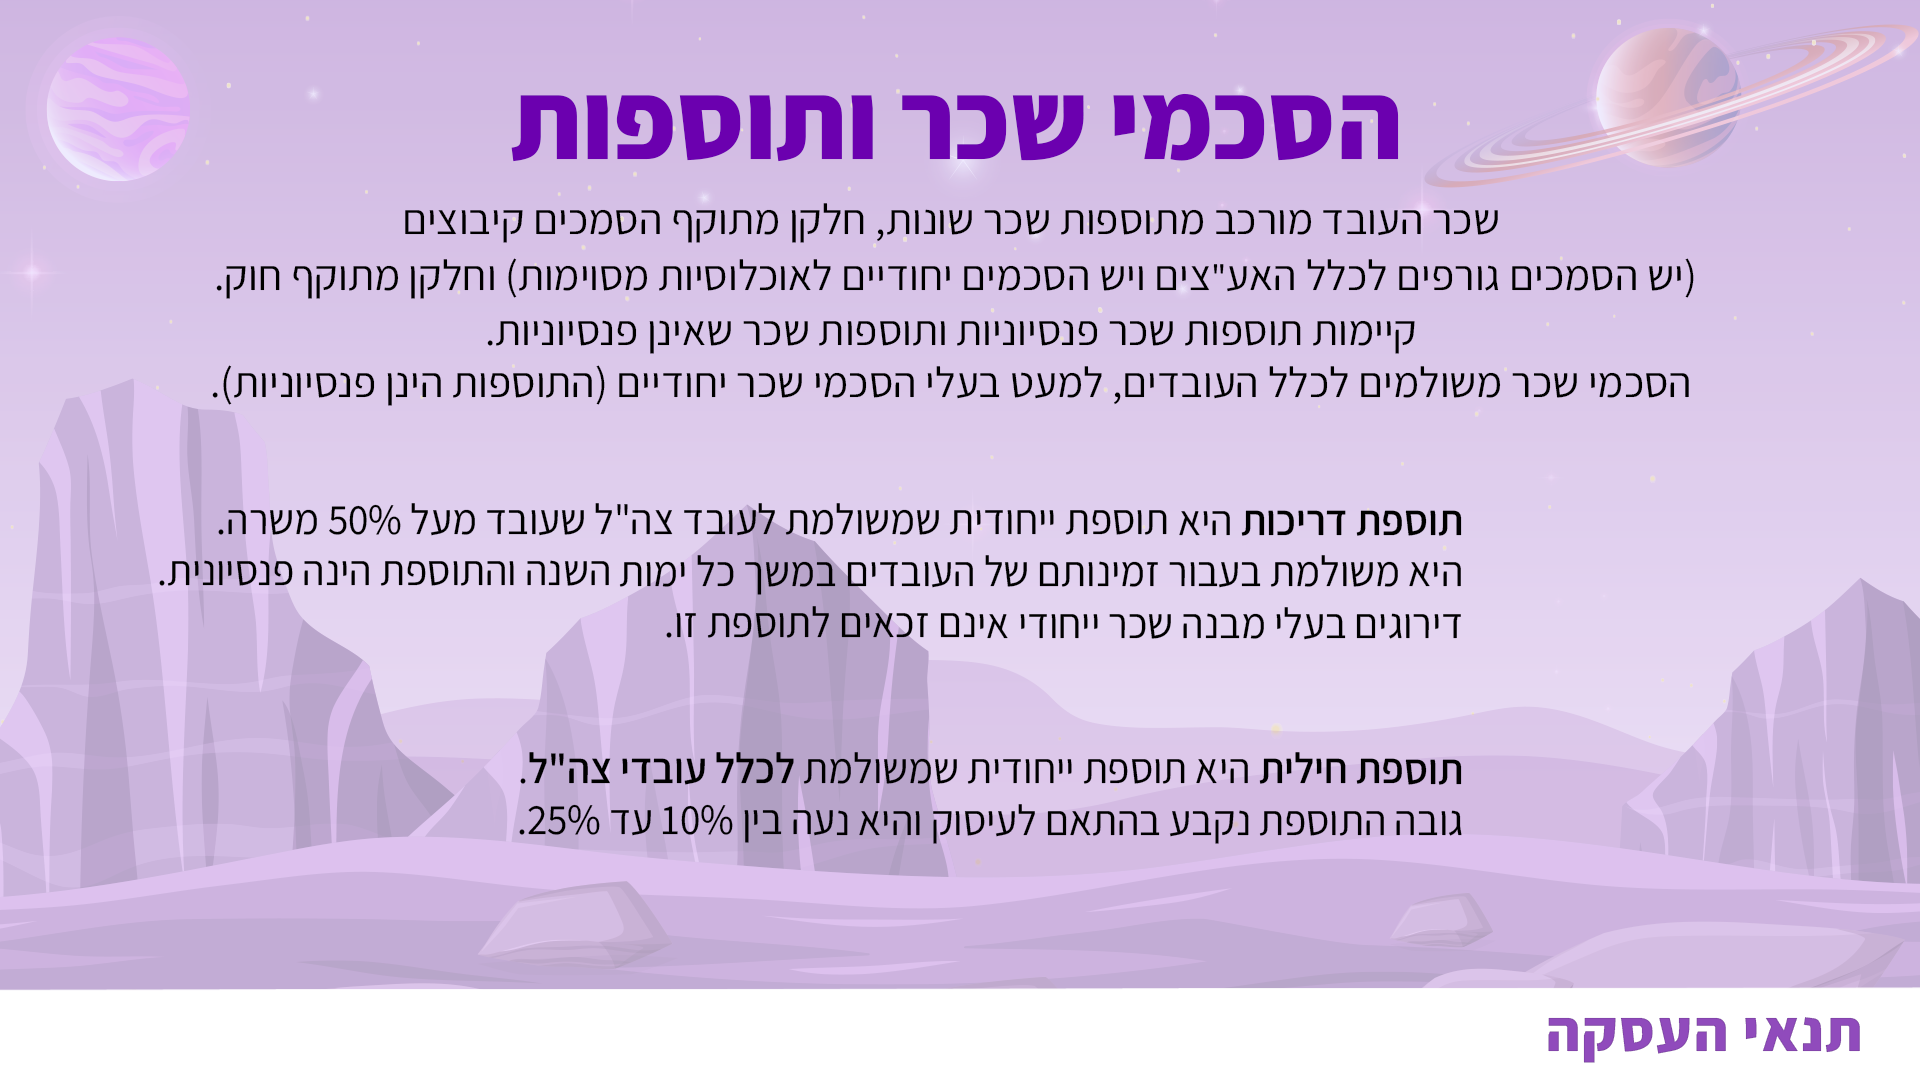 הסכמי שכר ותוספות
שכר העובד מורכב מתוספות שכר שונות, חלקן מתוקף הסמכים קיבוצים
(יש הסמכים גורפים לכלל האע"צים ויש הסכמים יחודיים לאוכלוסיות מסוימות) וחלקן מתוקף חוק.
קיימות תוספות שכר פנסיוניות ותוספות שכר שאינן פנסיוניות.
הסכמי שכר משולמים לכלל העובדים, למעט בעלי הסכמי שכר יחודיים (התוספות הינן פנסיוניות).
תוספת דריכות היא תוספת ייחודית שמשולמת לעובד צה"ל שעובד מעל 50% משרה.
היא משולמת בעבור זמינותם של העובדים במשך כל ימות השנה והתוספת הינה פנסיונית.
דירוגים בעלי מבנה שכר ייחודי אינם זכאים לתוספת זו.
תוספת חילית היא תוספת ייחודית שמשולמת לכלל עובדי צה"ל.
גובה התוספת נקבע בהתאם לעיסוק והיא נעה בין 10% עד 25%.
תנאי העסקה